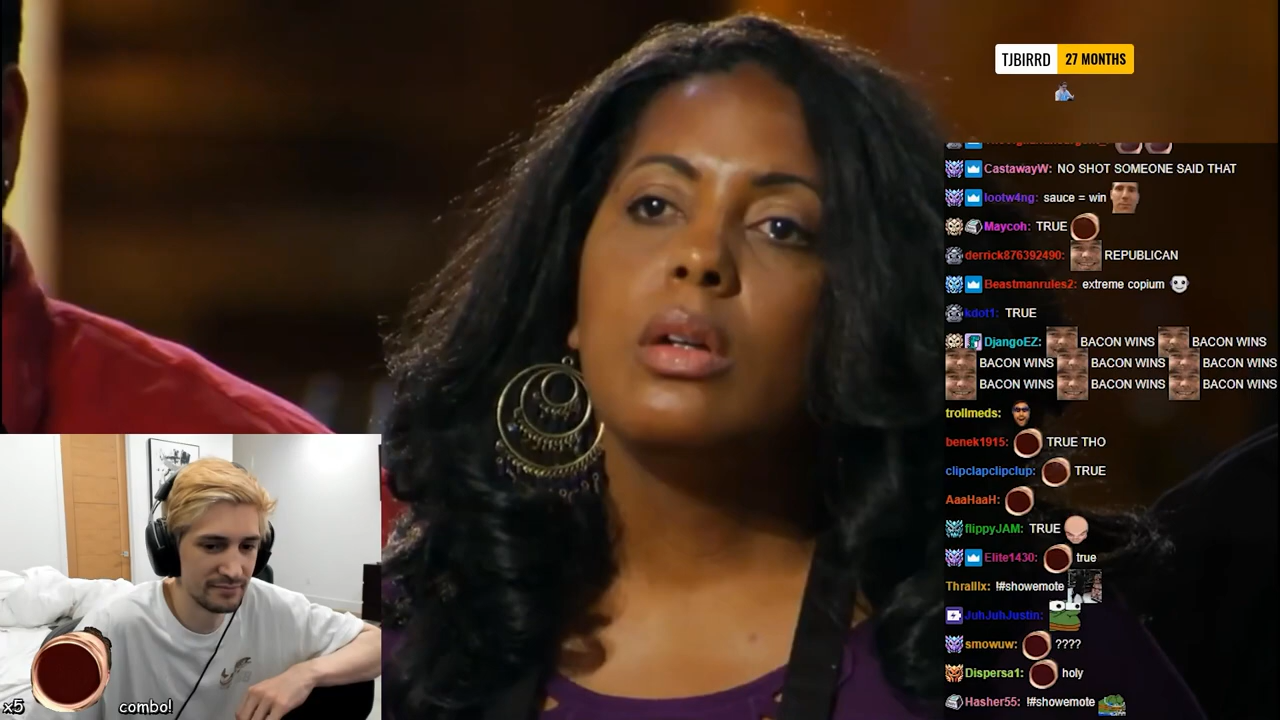 TJBIRRD 27 MONTHS
CastawayW: NO SHOT SOMEONE SAID THAT
lootw4ng: sauce = win
Maycoh: TRUE
derrick876392490: REPUBLICAN
Beastmanrules2: extreme copium
kdot1: TRUE
DjangoEZ: BACON WINS BACON WINS
BACON WINS BACON WINS BACON WINS
BACON WINS BACON WINS BACON WINS
trollmeds:
benek1915: TRUE THO
clipclapclipclup: TRUE
AaaHaaH:
flippyJAM: TRUE
Elite1430: true
Thralllx: !#showemote
JuhJuhJustin:
smowuw: ????
Dispersa1: holy
Hasher55: !#showemote
x5 combo!